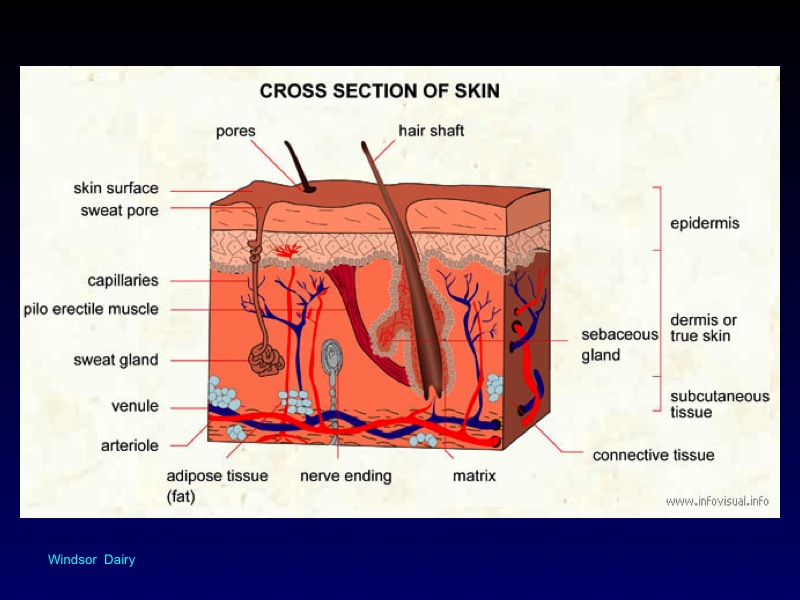 CROSS SECTION OF SKIN
pores
hair shaft
skin surface
sweat pore
epidermis
capillaries
pilo erectile muscle
dermis or
true skin
sebaceous
gland
sweat gland
subcutaneous
tissue
venule
arteriole
connective tissue
adipose tissue
(fat)
nerve ending
matrix
www.infovisual.info
Windsor Dairy